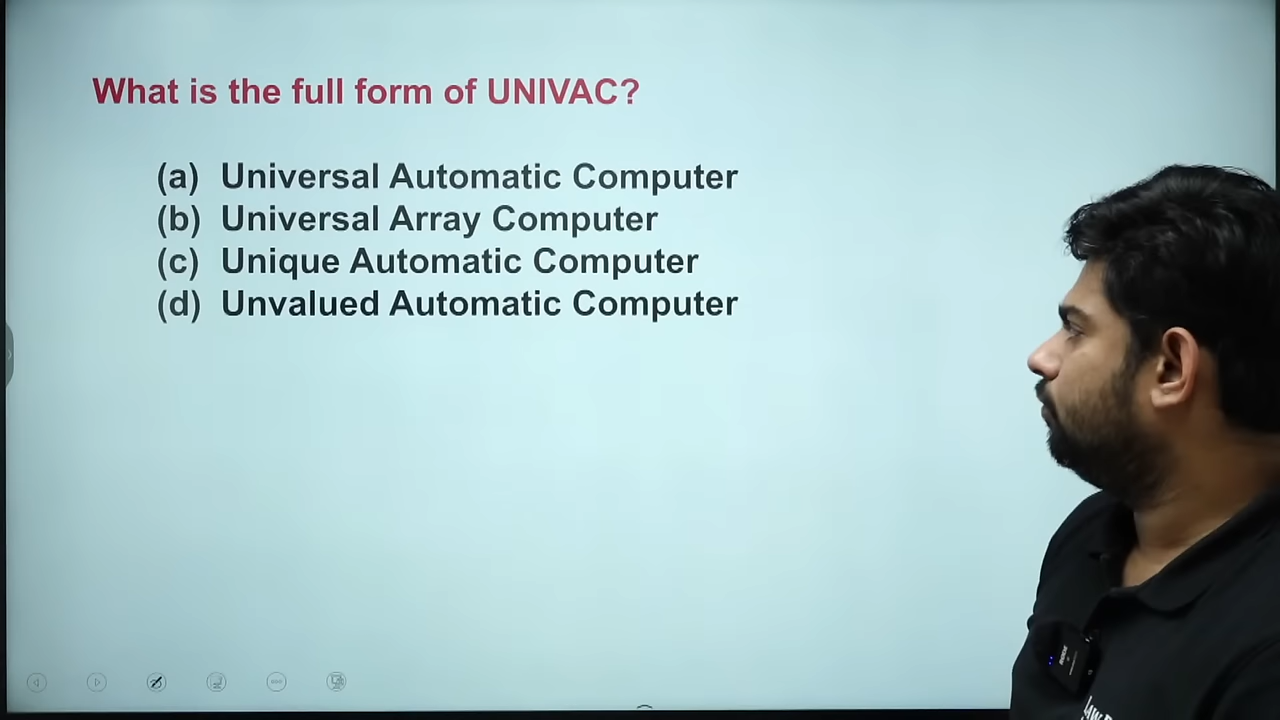 What is the full form of UNIVAC?
(a) Universal Automatic Computer
(b) Universal Array Computer
(c) Unique Automatic Computer
(d) Unvalued Automatic Computer